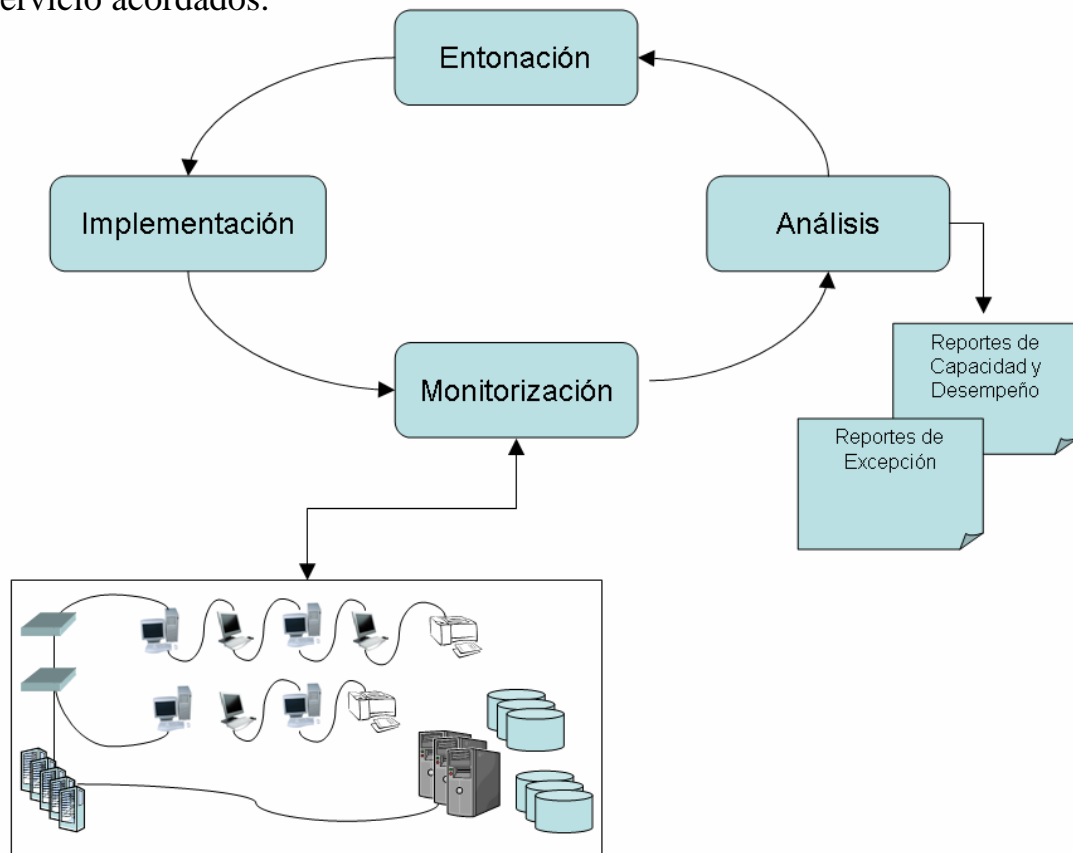 ervicio acordados.
Entonación
Implementación
Análisis
Monitorización
Reportes de
Capacidad y
Desempeño
Reportes de
Excepción